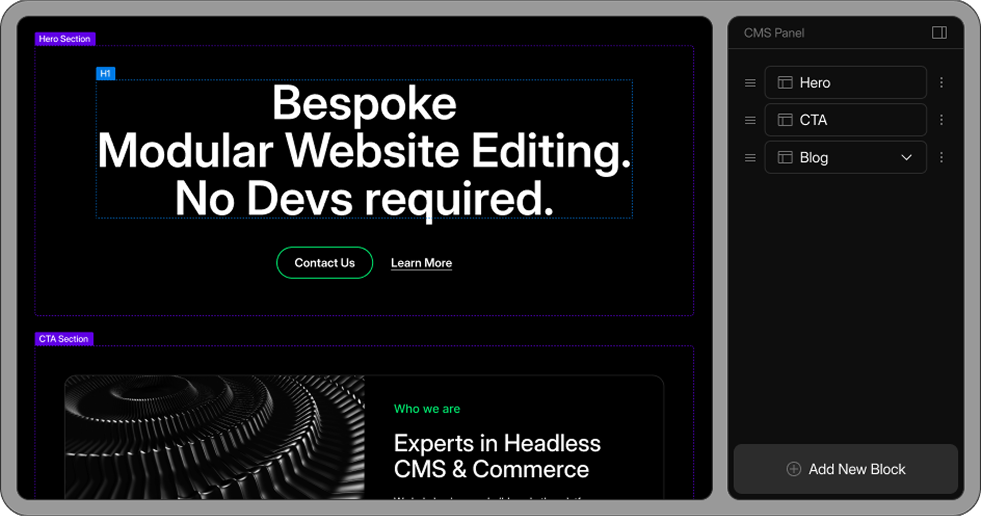 Hero Section
H1
Bespoke
Modular Website Editing.
No Devs required.
Contact Us
Learn More
CTA Section
Who we are
Experts in Headless
CMS & Commerce
CMS Panel
Hero
CTA
Blog
Add New Block